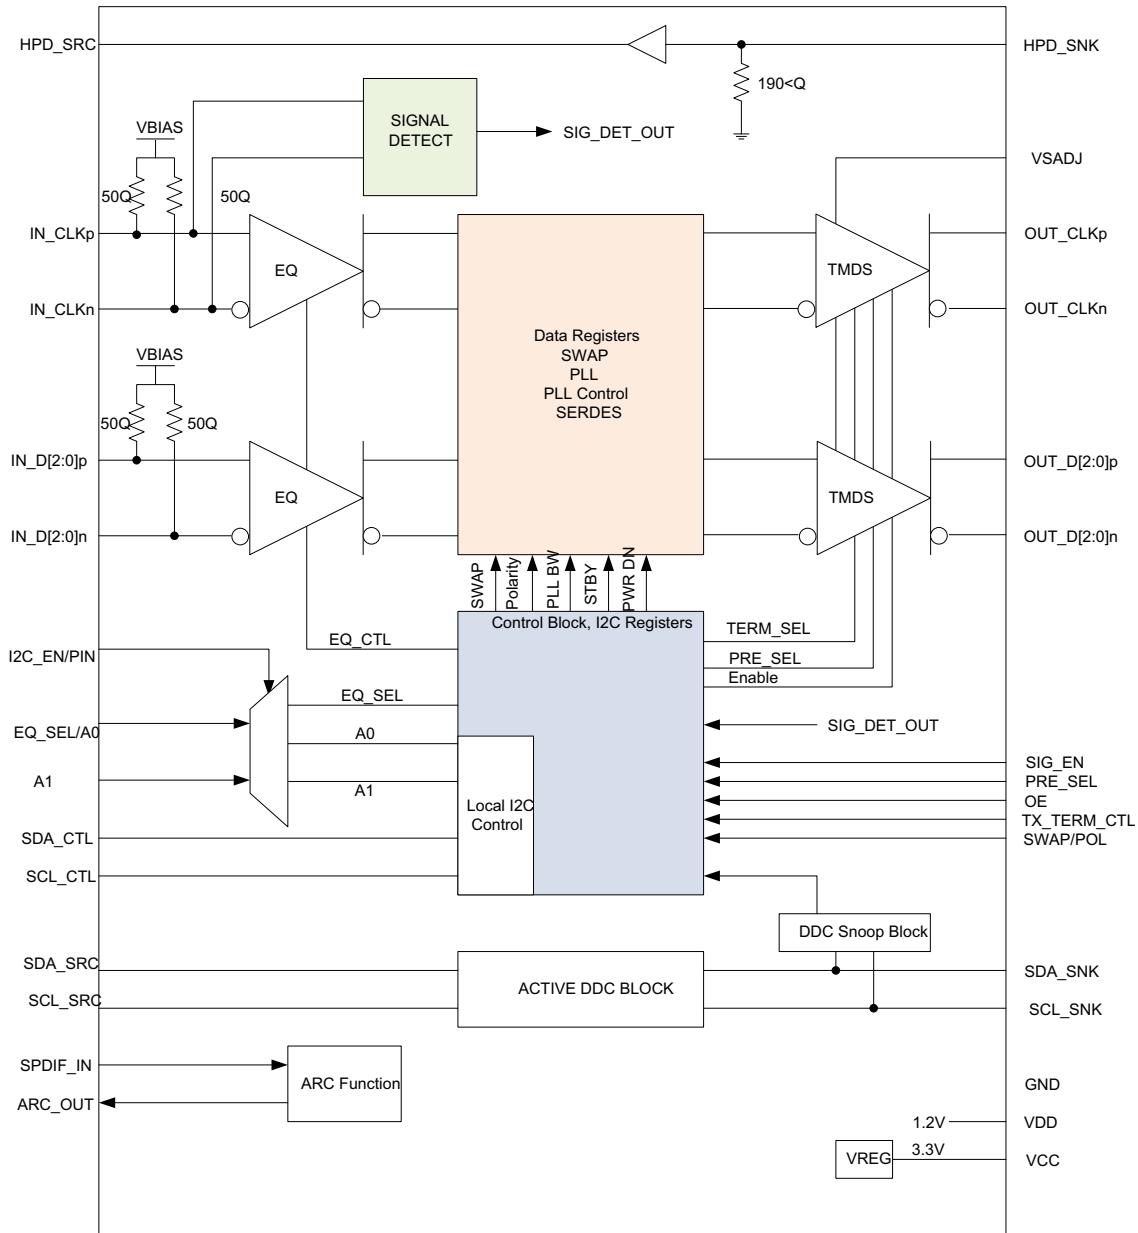 HPD_SRC
HPD_SNK
190<Q
SIGNAL
DETECT
SIG_DET_OUT
VBIAS
VSADJ
50Q
50Q
IN_CLKp
EQ
TMDS
OUT_CLKp
IN_CLKn
OUT_CLKn
Data Registers
SWAP
PLL
PLL Control
SERDES
VBIAS
50Q
50Q
IN_D[2:0]p
EQ
TMDS
OUT_D[2:0]p
IN_D[2:0]n
OUT_D[2:0]n
SWAP
Polarity
PLL BW
STBY
PWR DN
Control Block, I2C Registers
EQ_CTL
TERM_SEL
I2C_EN/PIN
PRE_SEL
Enable
EQ_SEL
EQ_SEL/A0
A0
SIG_DET_OUT
A1
A1
SIG_EN
PRE_SEL
OE
TX_TERM_CTL
SWAP/POL
Local I2C
Control
SDA_CTL
SCL_CTL
DDC Snoop Block
SDA_SRC
ACTIVE DDC BLOCK
SDA_SNK
SCL_SRC
SCL_SNK
SPDIF_IN
ARC Function
ARC_OUT
GND
1.2V
VDD
VREG
3.3V
VCC